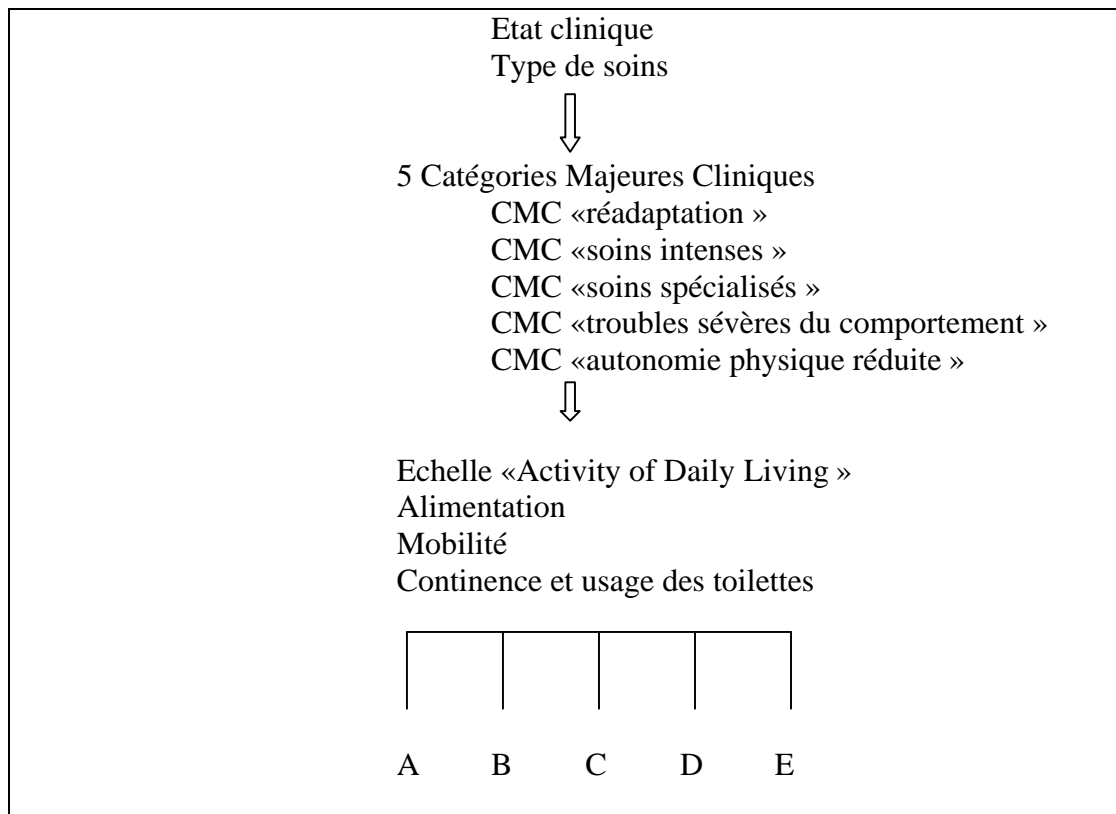 Etat clinique
Type de soins
5 Catégories Majeures Cliniques
CMC «réadaptation »
CMC «soins intenses »
CMC «soins spécialisés »
CMC «troubles sévères du comportement »
CMC «autonomie physique réduite »
Echelle «Activity of Daily Living »
Alimentation
Mobilité
Continence et usage des toilettes
A B C D E